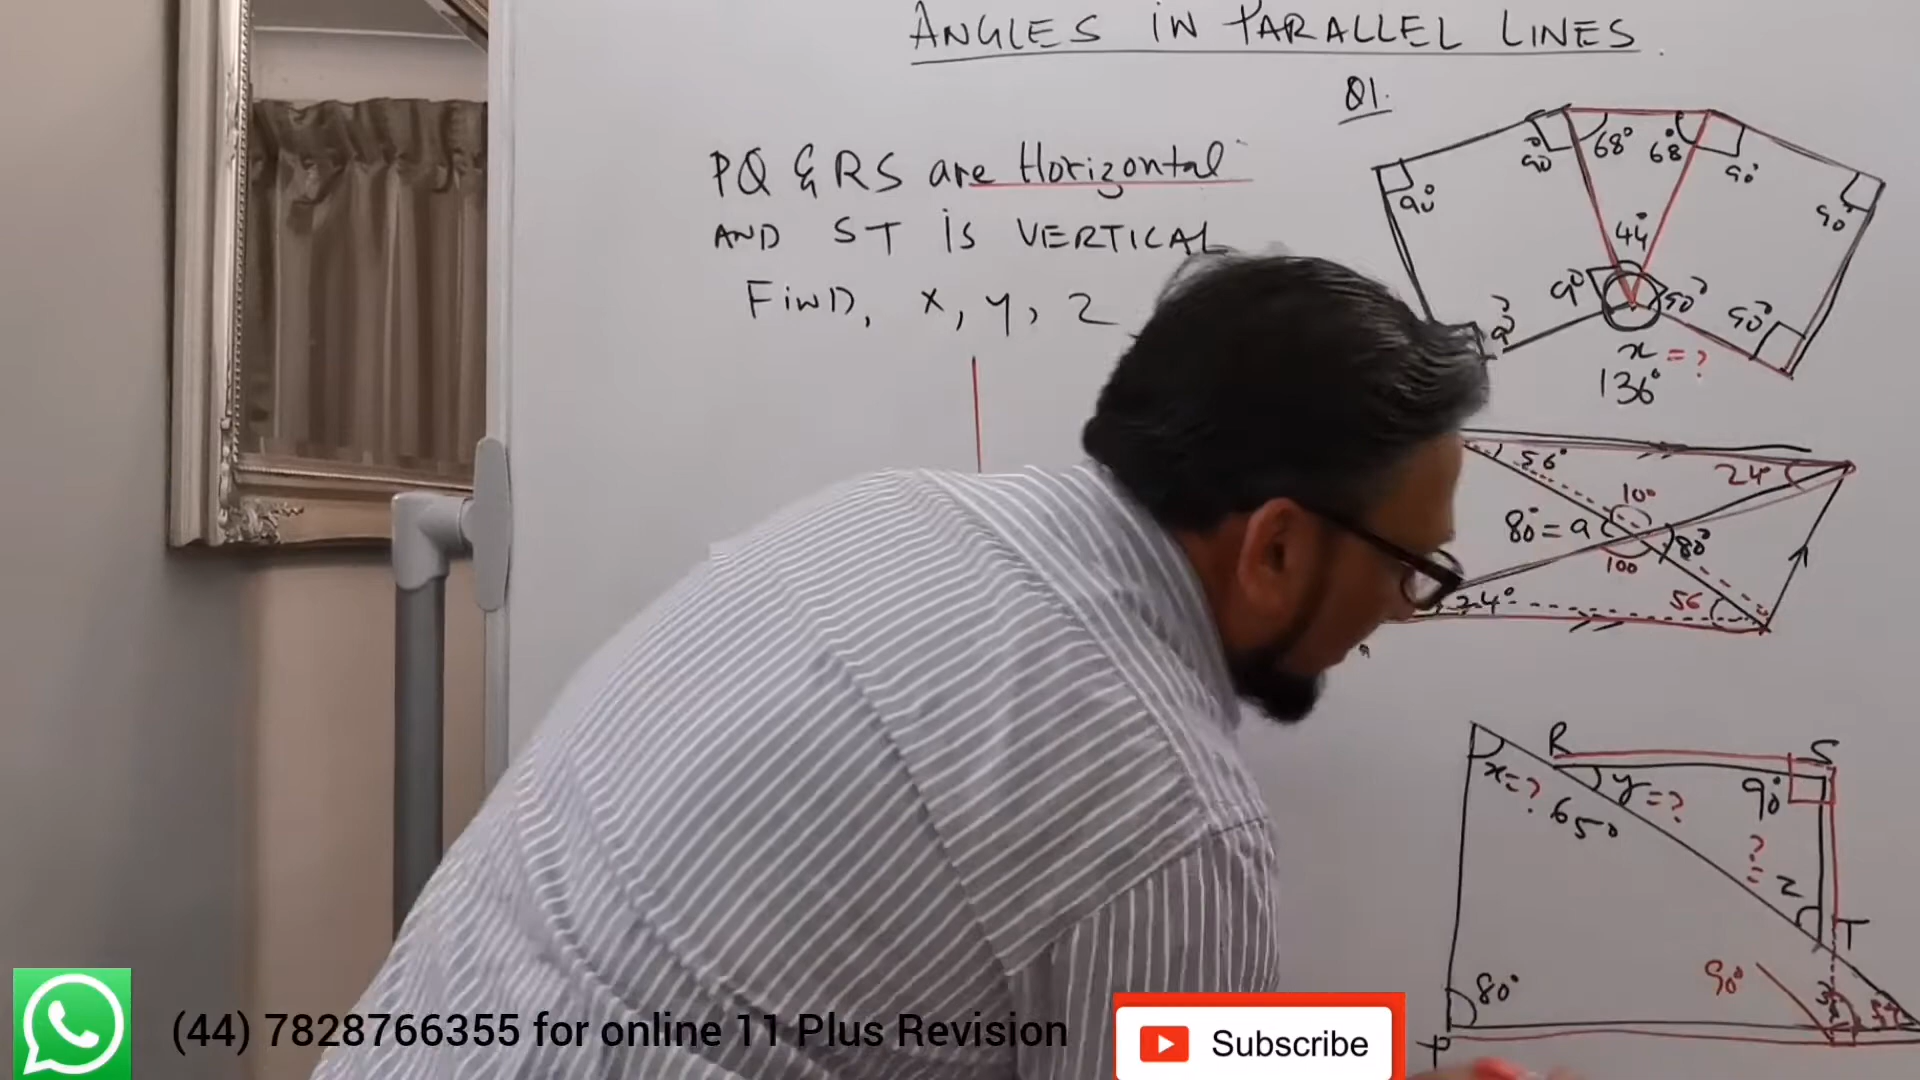 ANGLES IN PARALLEL LINES.
Q1.
PQ & RS are Horizontal
AND ST IS VERTICAL
FIND, x, y, z
68° 68°
90° 90°
90° 90°
44°
90° 90° 90°
x = ?
136°
56° 24°
100
80° = a 80°
100
24° 56
R S
x = ? y = ? 90°
65°
? = z
T
90°
80°
P
(44) 7828766355 for online 11 Plus Revision
Subscribe